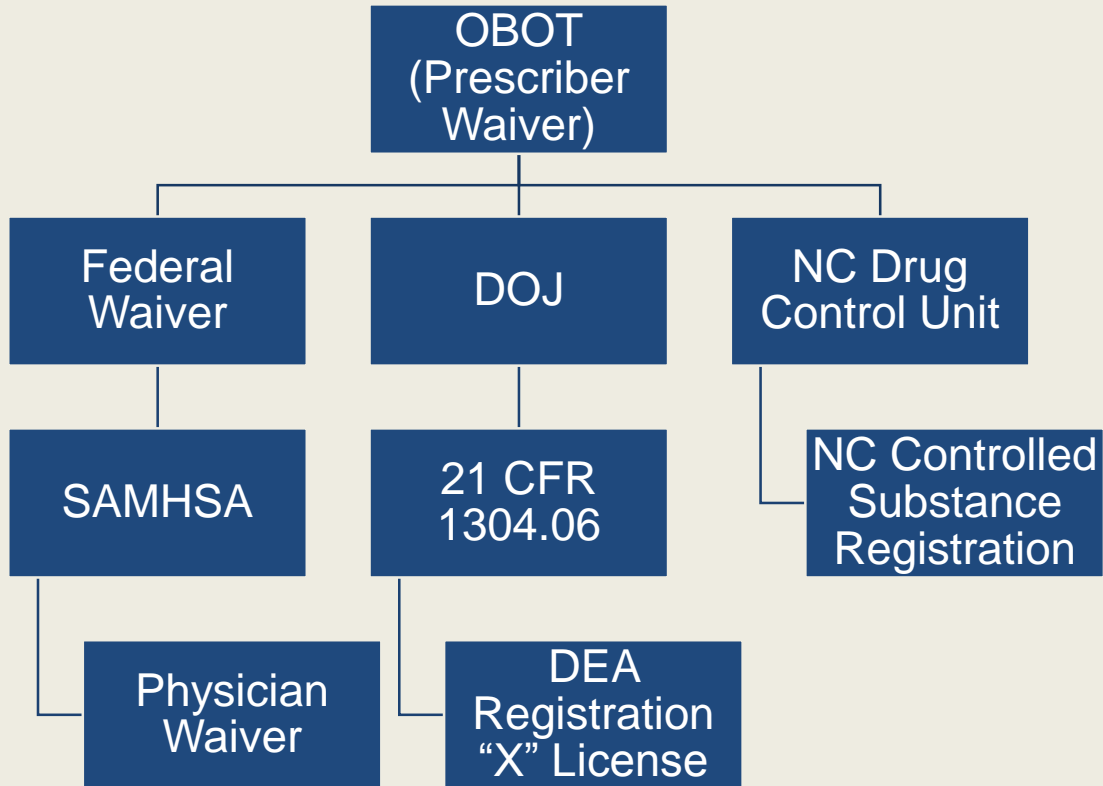 OBOT
(Prescriber
Waiver)
Federal
Waiver
DOJ
NC Drug
Control Unit
SAMHSA
21 CFR
1304.06
NC Controlled
Substance
Registration
Physician
Waiver
DEA
Registration
“X” License